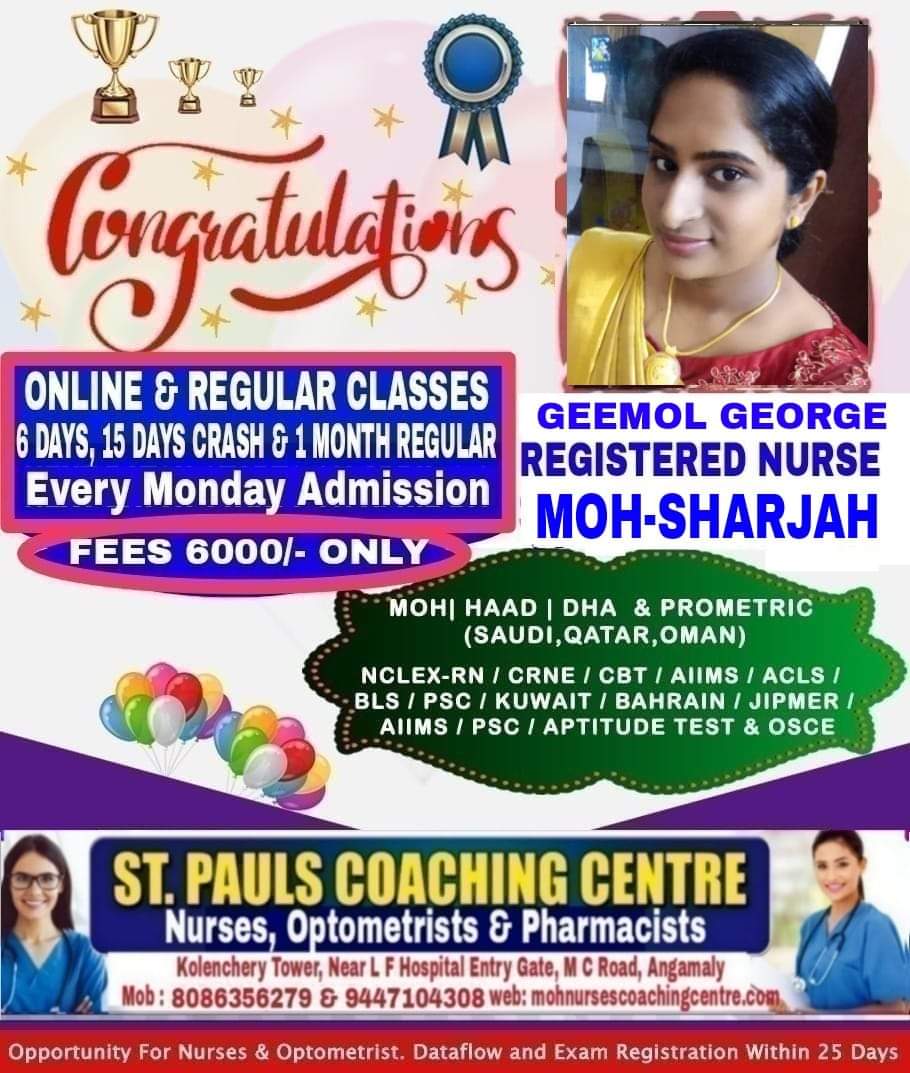 Congratulations
ONLINE & REGULAR CLASSES
6 DAYS, 15 DAYS CRASH & 1 MONTH REGULAR
Every Monday Admission
FEES 6000/- ONLY
GEEMOL GEORGE
REGISTERED NURSE
MOH-SHARJAH
MOH| HAAD | DHA & PROMETRIC
(SAUDI,QATAR,OMAN)
NCLEX-RN / CRNE / CBT / AIIMS / ACLS /
BLS / PSC / KUWAIT / BAHRAIN / JIPMER /
AIIMS / PSC / APTITUDE TEST & OSCE
ST. PAULS COACHING CENTRE
Nurses, Optometrists & Pharmacists
Kolenchery Tower, Near L F Hospital Entry Gate, M C Road, Angamaly
Mob : 8086356279 & 9447104308 web: mohnursescoachingcentre.com
Opportunity For Nurses & Optometrist. Dataflow and Exam Registration Within 25 Days